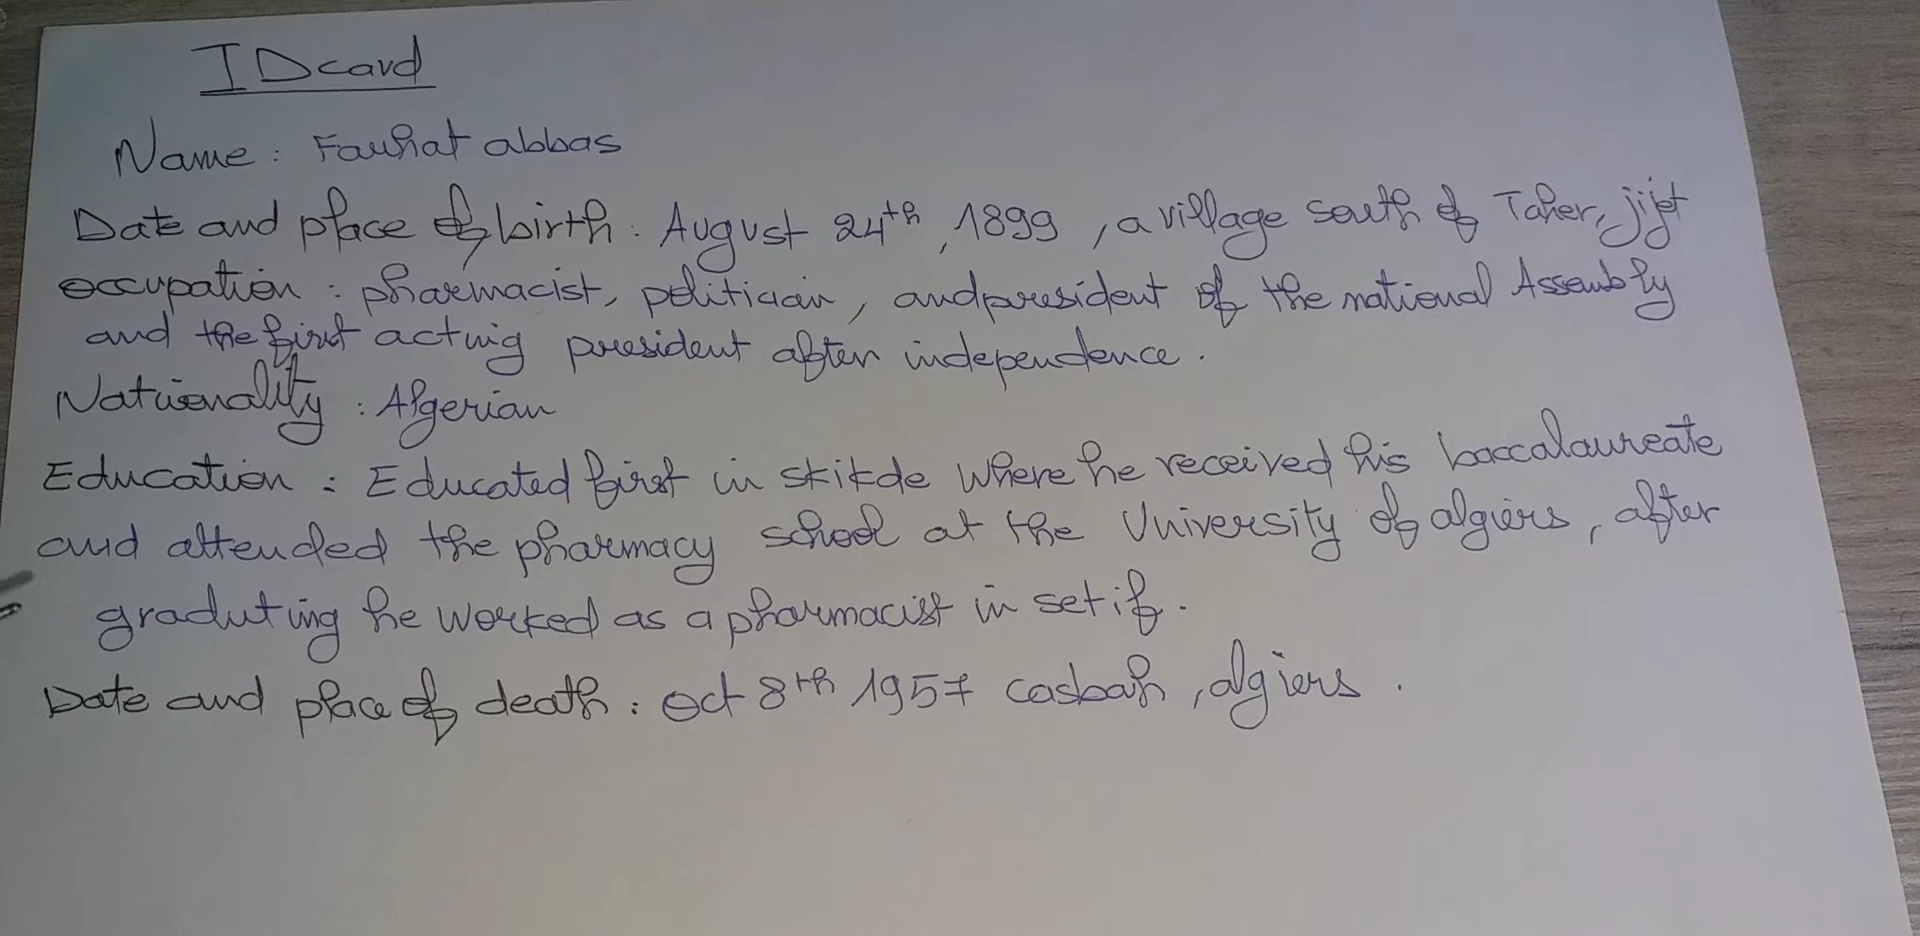 ID card
Name : Farhat abbas
Date and place of birth : August 24th, 1899 , a village south of Taher, jijel
occupation : pharmacist, politician, and president of the national Assembly
and the first acting president after independence .
Nationality : Algerian
Education : Educated first in skikda where he received his baccalaureate
and attended the pharmacy school at the University of algiers, after
graduting he worked as a pharmacist in setif .
Date and place of death : oct 8th 1957 casbah , algiers .